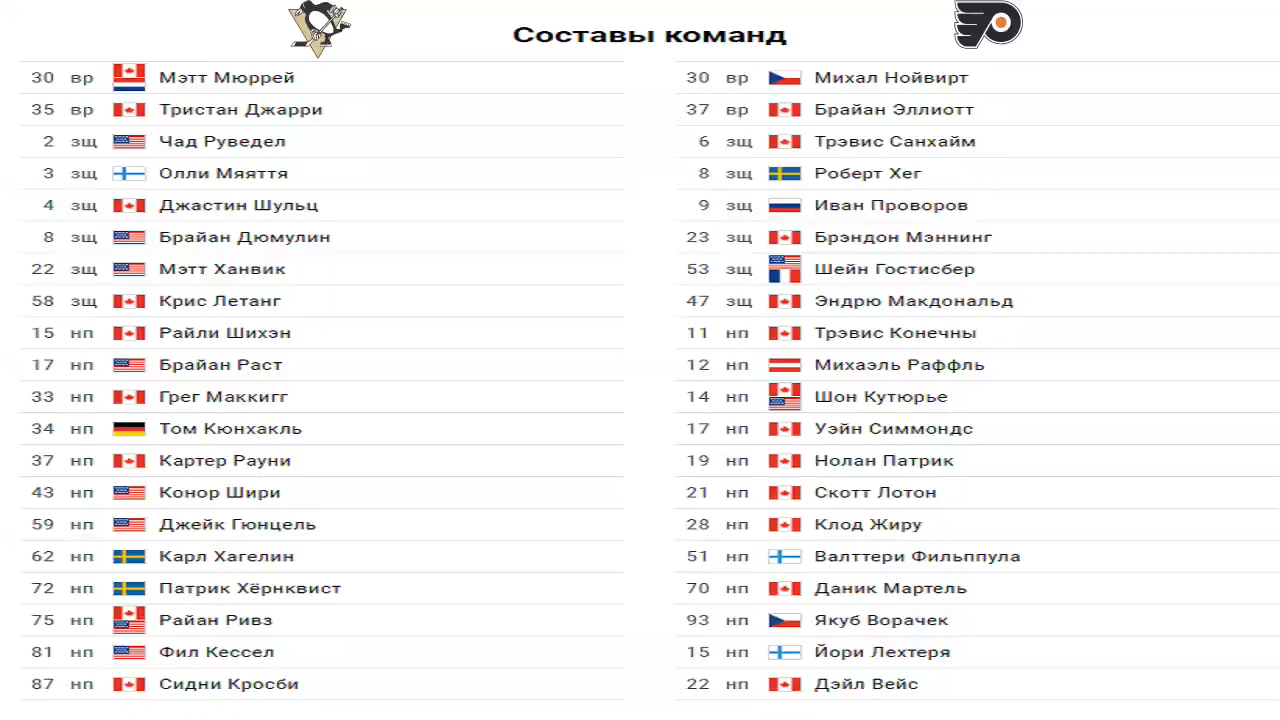 Составы команд
30 вр Мэтт Мюррей
35 вр Тристан Джарри
2 зщ Чад Руведел
3 зщ Олли Мяяття
4 зщ Джастин Шульц
8 зщ Брайан Дюмулин
22 зщ Мэтт Ханвик
58 зщ Крис Летанг
15 нп Райли Шихэн
17 нп Брайан Раст
33 нп Грег Маккигг
34 нп Том Кюнхакль
37 нп Картер Рауни
43 нп Конор Шири
59 нп Джейк Гюнцель
62 нп Карл Хагелин
72 нп Патрик Хёрнквист
75 нп Райан Ривз
81 нп Фил Кессел
87 нп Сидни Кросби
30 вр Михал Нойвирт
37 вр Брайан Эллиотт
6 зщ Трэвис Санхайм
8 зщ Роберт Хег
9 зщ Иван Проворов
23 зщ Брэндон Мэннинг
53 зщ Шейн Гостисбер
47 зщ Эндрю Макдональд
11 нп Трэвис Конечны
12 нп Михаэль Раффль
14 нп Шон Кутюрье
17 нп Уэйн Симмондс
19 нп Нолан Патрик
21 нп Скотт Лотон
28 нп Клод Жиру
51 нп Валттери Фильппула
70 нп Даник Мартель
93 нп Якуб Ворачек
15 нп Йори Лехтеря
22 нп Дэйл Вейс